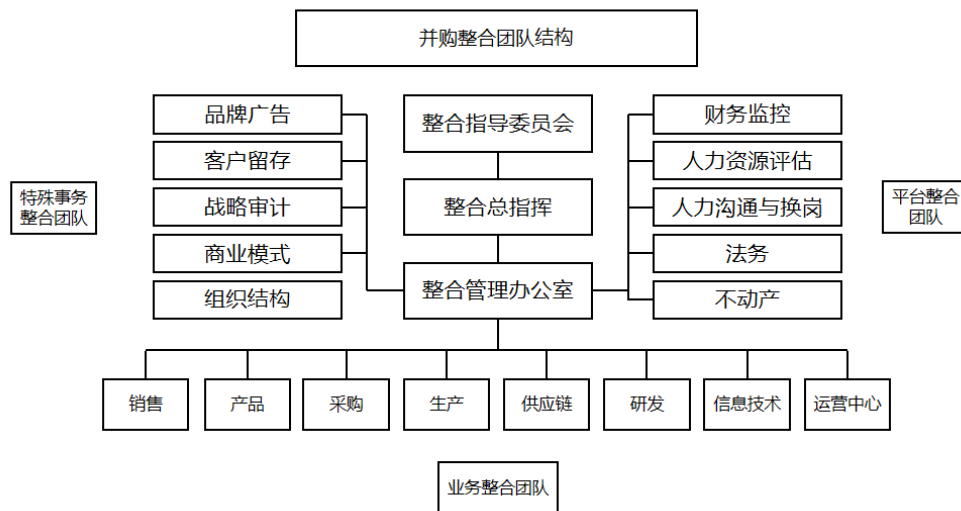 并购整合团队结构
品牌广告
客户留存
战略审计
商业模式
组织结构
特殊事务
整合团队
整合指导委员会
整合总指挥
整合管理办公室
财务监控
人力资源评估
人力沟通与换岗
法务
不动产
平台整合
团队
销售
产品
采购
生产
供应链
研发
信息技术
运营中心
业务整合团队